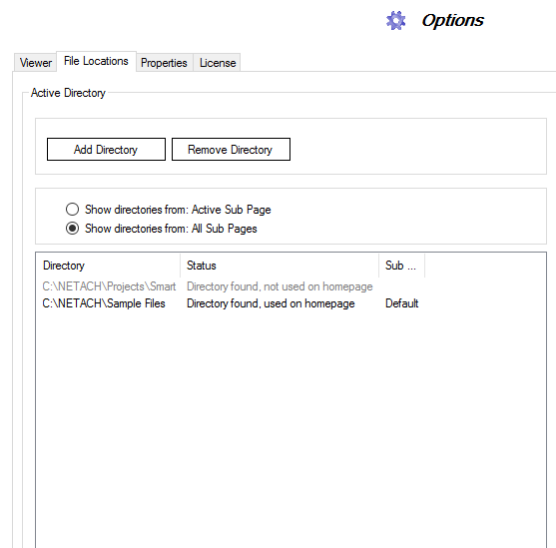 Options
Viewer File Locations Properties License
Active Directory
Add Directory Remove Directory
Show directories from: Active Sub Page
Show directories from: All Sub Pages
Directory Status Sub ...
C:\NETACH\Projects\Smart Directory found, not used on homepage
C:\NETACH\Sample Files Directory found, used on homepage Default